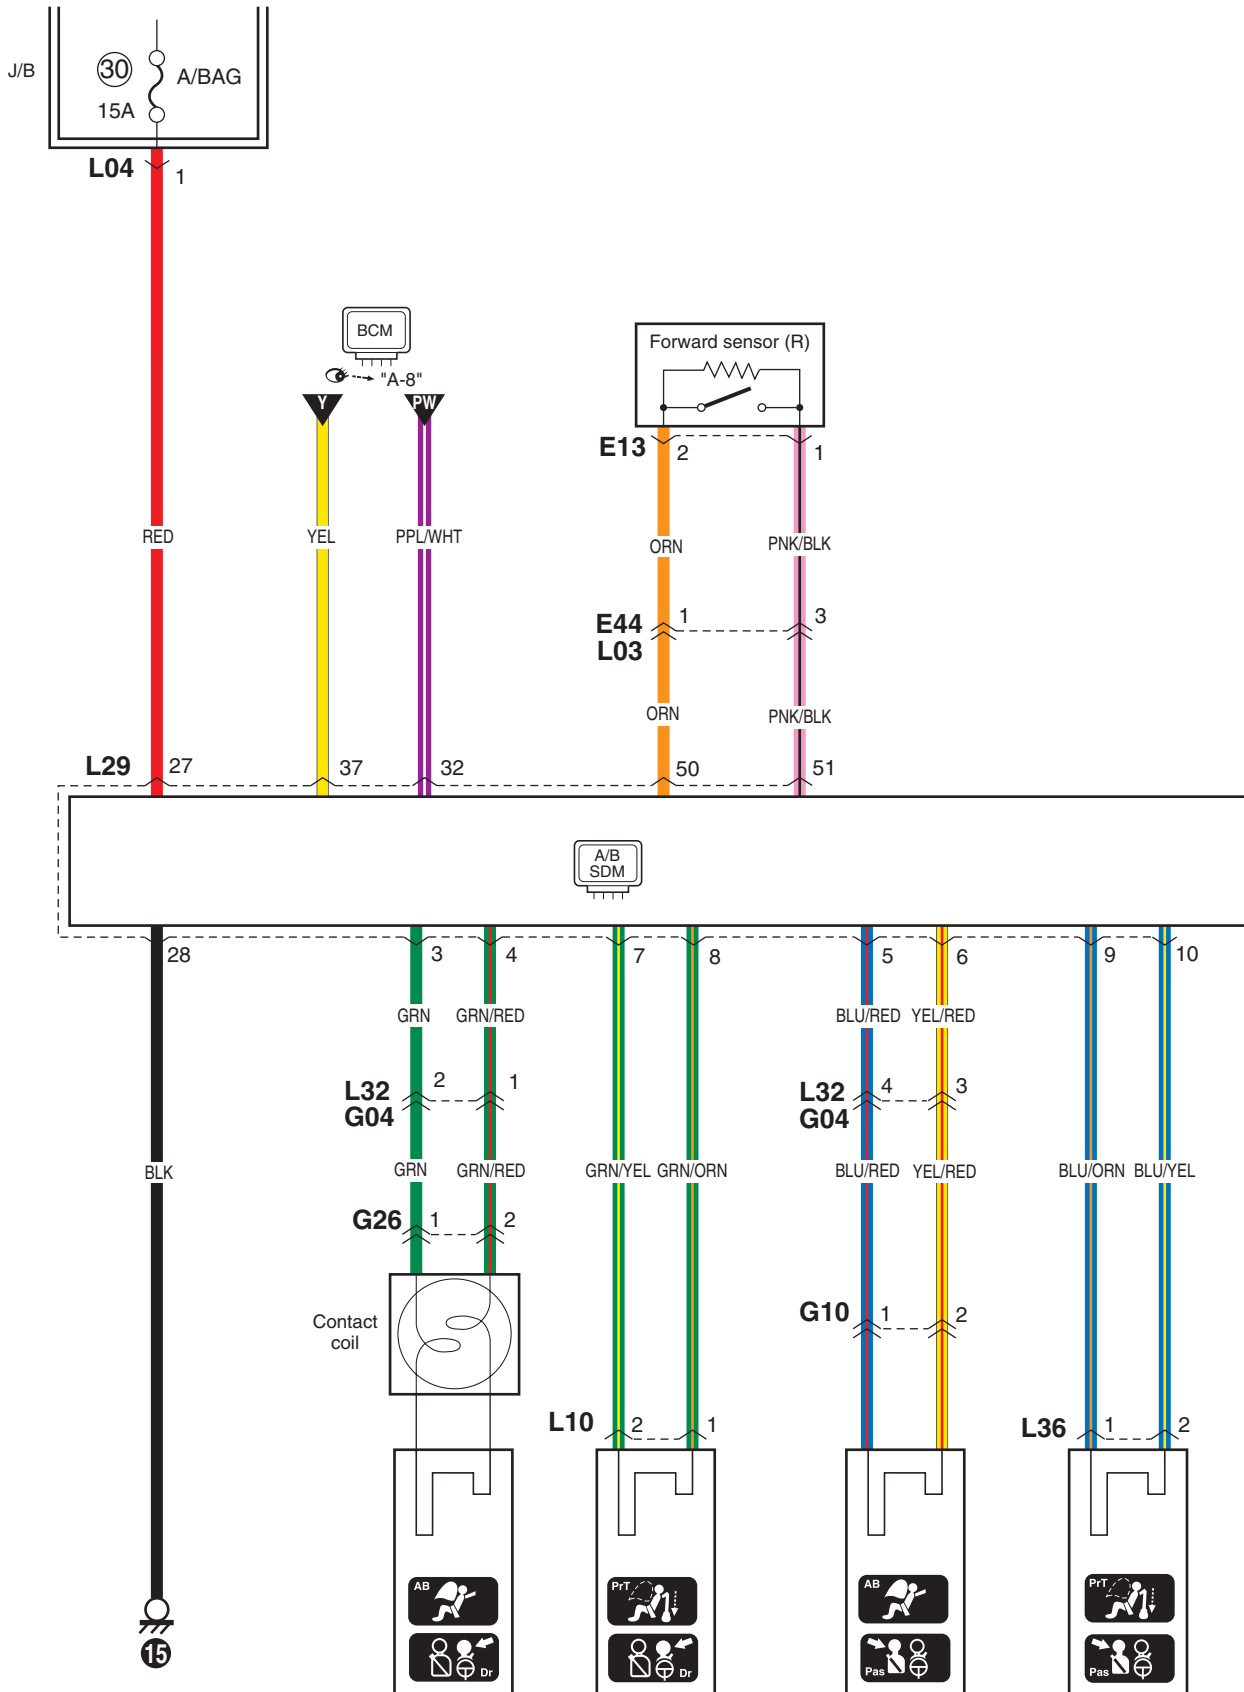 J/B
30
A/BAG
15A
L04
1
BCM
"A-8"
Y
PW
Forward sensor (R)
E13
2
1
RED
YEL
PPL/WHT
ORN
PNK/BLK
E44
1
3
L03
ORN
PNK/BLK
L29
27
37
32
50
51
A/B
SDM
28
3
4
7
8
5
6
9
10
GRN
GRN/RED
BLU/RED
YEL/RED
L32
2
1
G04
L32
4
3
G04
BLK
GRN
GRN/RED
GRN/YEL
GRN/ORN
BLU/RED
YEL/RED
BLU/ORN
BLU/YEL
G26
1
2
Contact
coil
G10
1
2
L10
2
1
L36
1
2
AB
PrT
AB
PrT
Dr
Dr
Pas
Pas
15